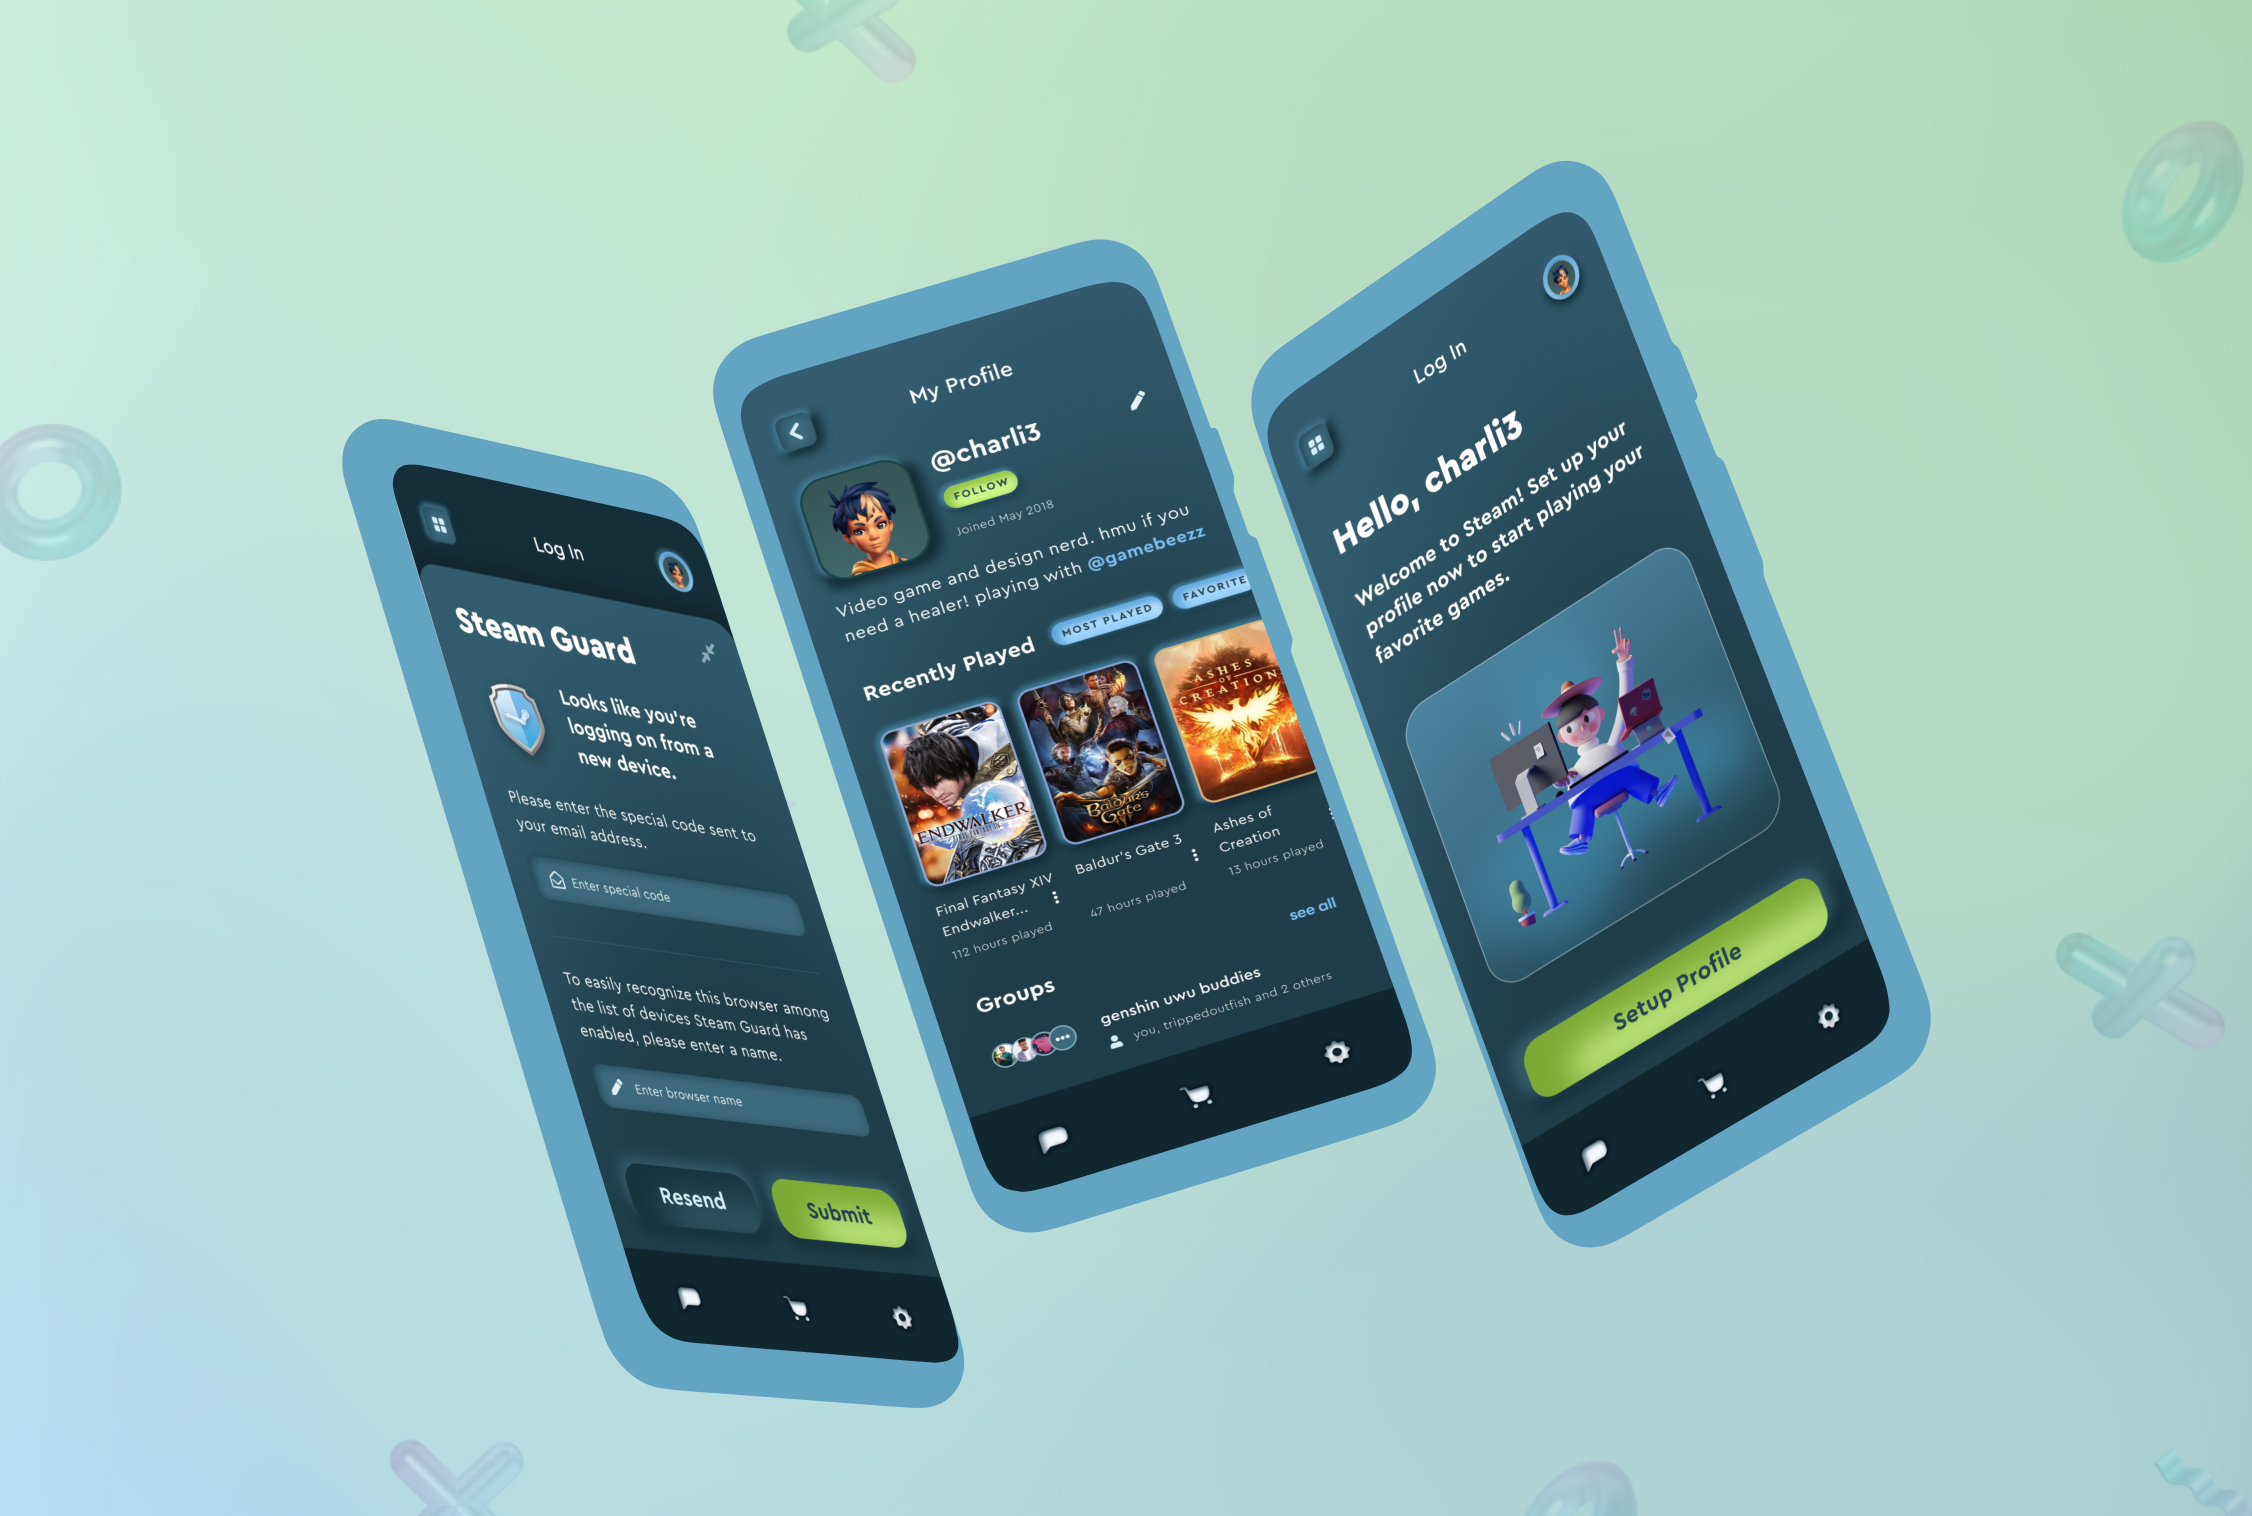 Log In
Steam Guard
Looks like you're
logging on from a
new device.
Please enter the special code sent to
your email address.
Enter special code
To easily recognize this browser among
the list of devices Steam Guard has
enabled, please enter a name.
Enter browser name
Resend
Submit
My Profile
@charli3
FOLLOW
Joined May 2018
Video game and design nerd. hmu if you
need a healer! playing with @gamebeezz
Recently Played
MOST PLAYED
FAVORITE
ENDWALKER
BALDUR'S
GATE
ASHES
OF
CREATION
Final Fantasy XIV
Endwalker...
112 hours played
Baldur's Gate 3
47 hours played
Ashes of
Creation
13 hours played
see all
Groups
genshin uwu buddies
you, trippedoutfish and 2 others
Log In
Hello, charli3
Welcome to Steam! Set up your
profile now to start playing your
favorite games.
Setup Profile